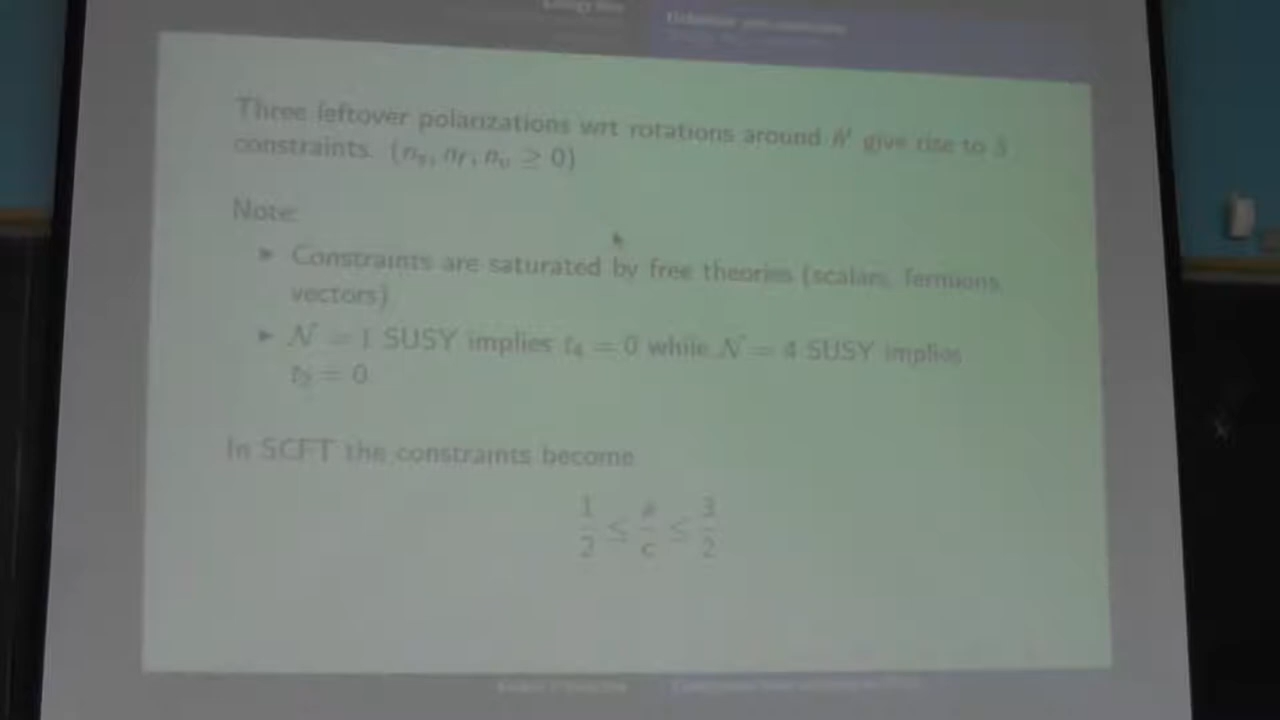 Three leftover polarizations wrt rotations around n̂ⁱ give rise to 3
constraints. (nₛ, n_f, nᵥ ≥ 0)
Note:
► Constraints are saturated by free theories (scalars, fermions,
vectors)
► 𝒩 = 1 SUSY implies t₄ = 0 while 𝒩 = 4 SUSY implies
t₂ = 0.
In SCFT the constraints become
1/2 ≤ a/c ≤ 3/2